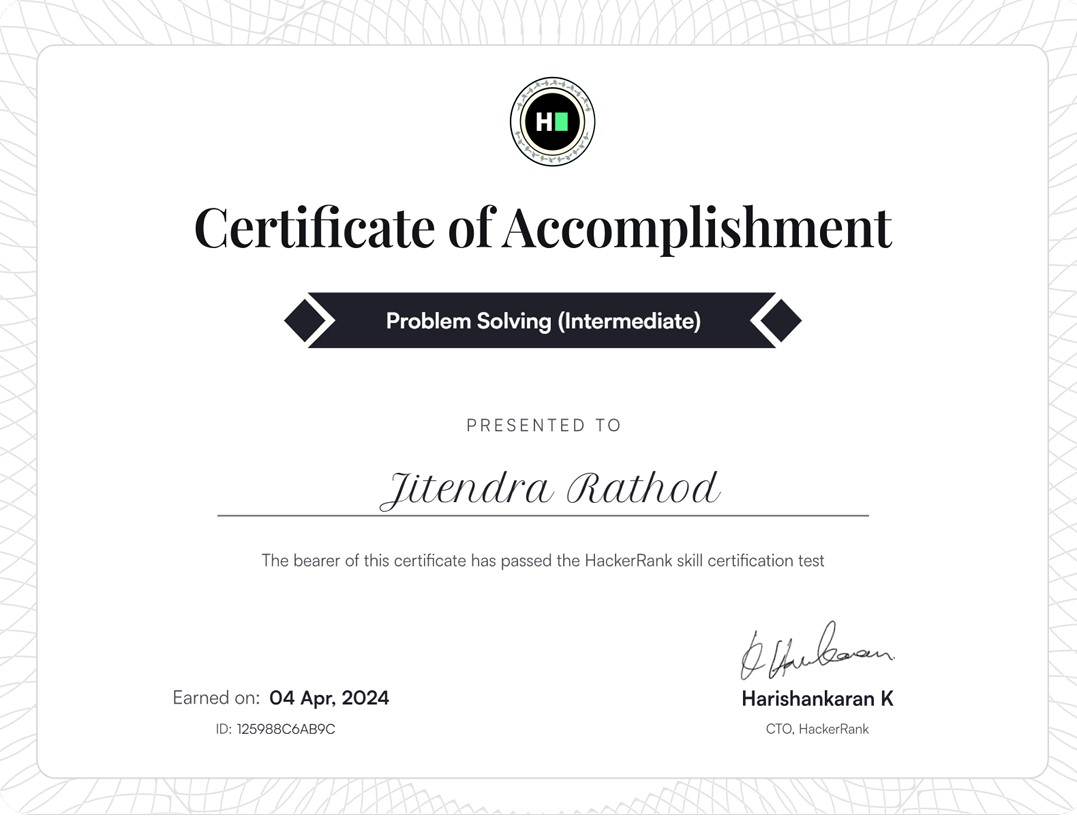 H
Certificate of Accomplishment
Problem Solving (Intermediate)
PRESENTED TO
Jitendra Rathod
The bearer of this certificate has passed the HackerRank skill certification test
Earned on: 04 Apr, 2024
ID: 125988C6AB9C
Harishankaran K
CTO, HackerRank